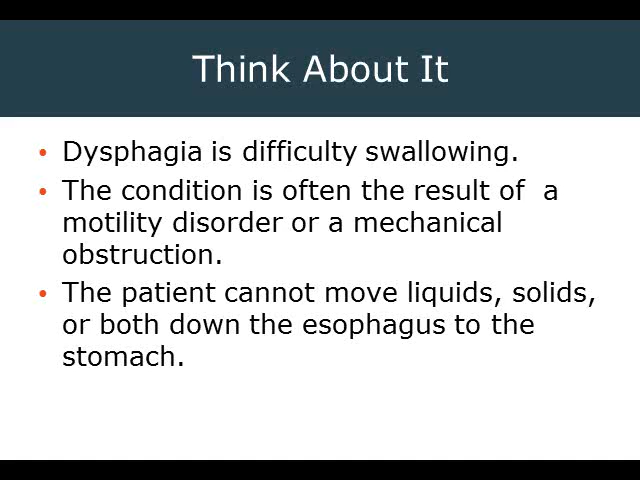 Think About It
• Dysphagia is difficulty swallowing.
• The condition is often the result of  a
motility disorder or a mechanical
obstruction.
• The patient cannot move liquids, solids,
or both down the esophagus to the
stomach.